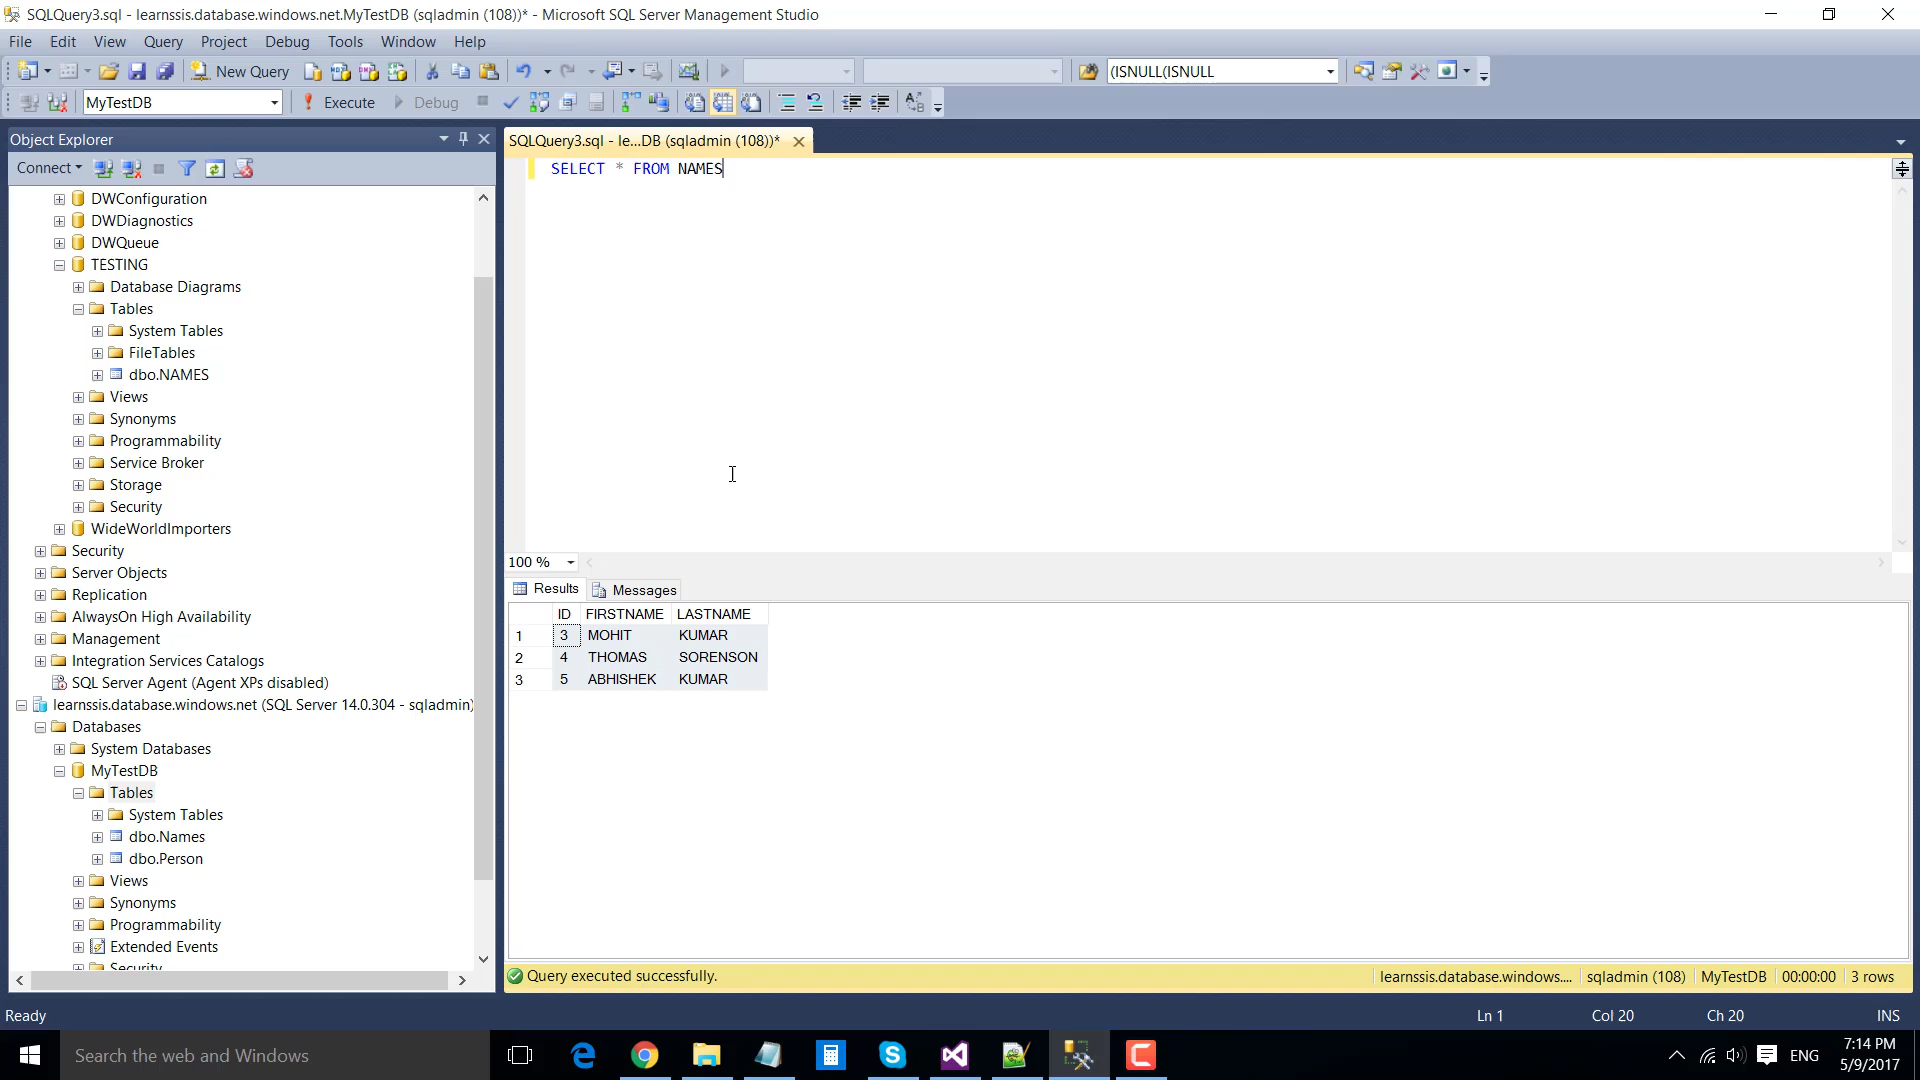 SQLQuery3.sql - learnssis.database.windows.net.MyTestDB (sqladmin (108))* - Microsoft SQL Server Management Studio
File Edit View Query Project Debug Tools Window Help
New Query (ISNULL(ISNULL
MyTestDB Execute Debug
Object Explorer
SQLQuery3.sql - le...DB (sqladmin (108))*
Connect
SELECT * FROM NAMES
DWConfiguration
DWDiagnostics
DWQueue
TESTING
Database Diagrams
Tables
System Tables
FileTables
dbo.NAMES
Views
Synonyms
Programmability
Service Broker
Storage
Security
WideWorldImporters
Security
Server Objects
Replication
AlwaysOn High Availability
Management
Integration Services Catalogs
SQL Server Agent (Agent XPs disabled)
learnssis.database.windows.net (SQL Server 14.0.304 - sqladmin)
Databases
System Databases
MyTestDB
Tables
System Tables
dbo.Names
dbo.Person
Views
Synonyms
Programmability
Extended Events
Security
100 %
Results Messages
ID FIRSTNAME LASTNAME
1 3 MOHIT KUMAR
2 4 THOMAS SORENSON
3 5 ABHISHEK KUMAR
Query executed successfully. learnssis.database.windows.... sqladmin (108) MyTestDB 00:00:00 3 rows
Ready Ln 1 Col 20 Ch 20 INS
Search the web and Windows
ENG
7:14 PM
5/9/2017